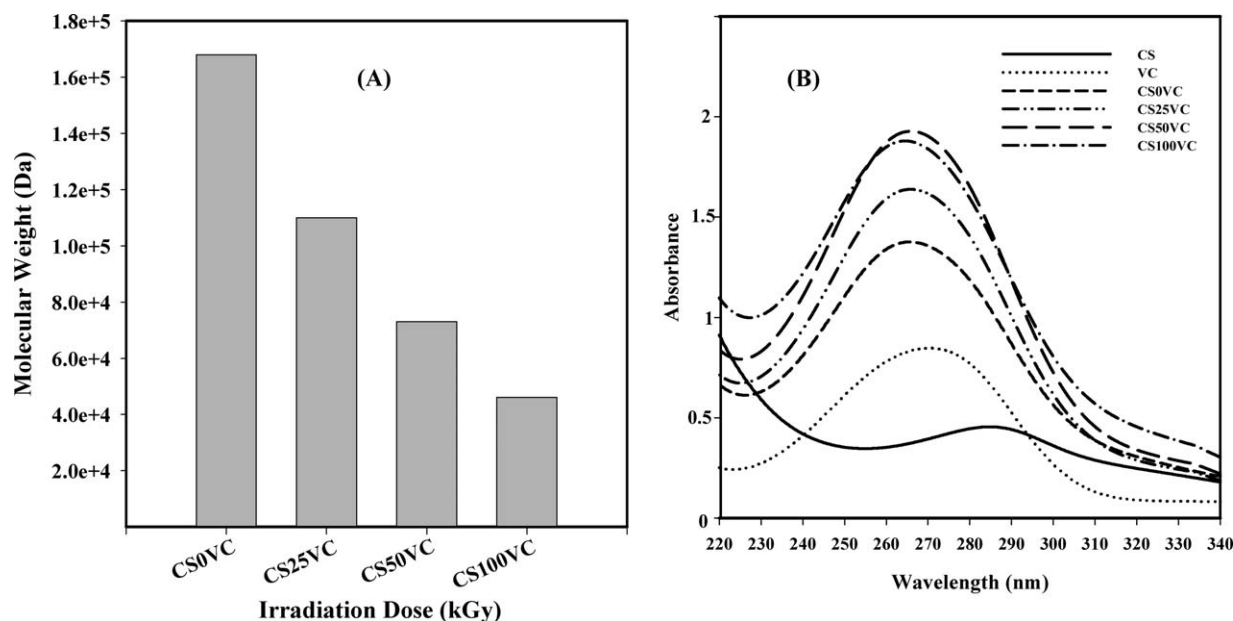 (A)
Molecular Weight (Da)
1.8e+5
1.6e+5
1.4e+5
1.2e+5
1.0e+5
8.0e+4
6.0e+4
4.0e+4
2.0e+4
CS0VC
CS25VC
CS50VC
CS100VC
Irradiation Dose (kGy)
(B)
CS
VC
CS0VC
CS25VC
CS50VC
CS100VC
Absorbance
2
1.5
1
0.5
0
220 230 240 250 260 270 280 290 300 310 320 330 340
Wavelength (nm)